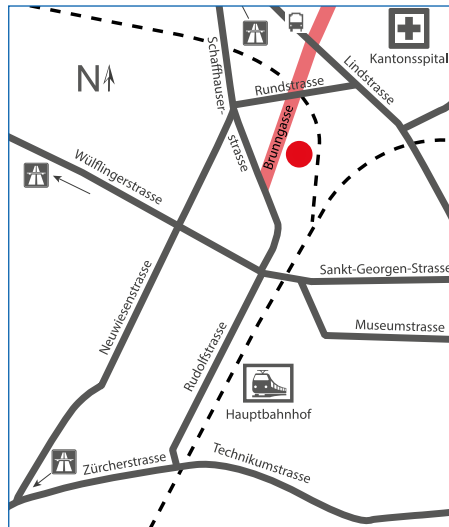 Kantonsspital
N
Schaffhauser-
strasse
Rundstrasse
Lindstrasse
Brunngasse
Wülflingerstrasse
Sankt-Georgen-Strasse
Neuwiesenstrasse
Rudolfstrasse
Museumstrasse
Hauptbahnhof
Zürcherstrasse
Technikumstrasse